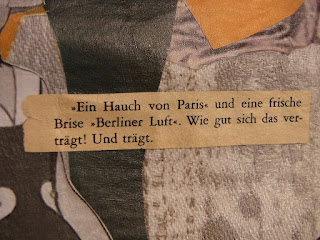 »Ein Hauch von Paris« und eine frische
Brise »Berliner Luft«. Wie gut sich das ver-
trägt! Und trägt.